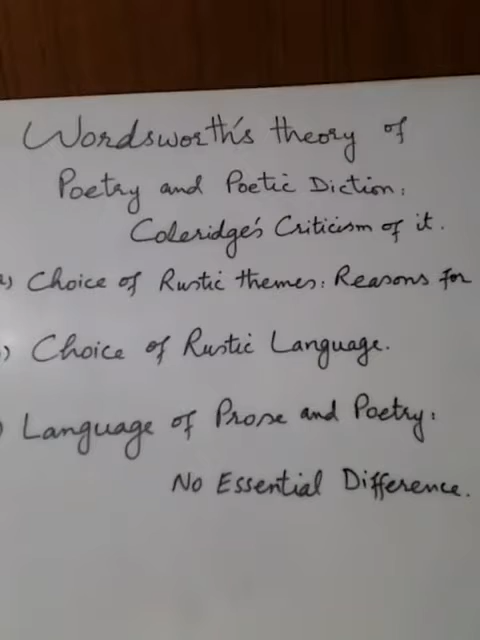 Wordsworth's theory of
Poetry and Poetic Diction:
Coleridge's Criticism of it.
a) Choice of Rustic themes: Reasons for
) Choice of Rustic Language.
) Language of Prose and Poetry:
No Essential Difference.